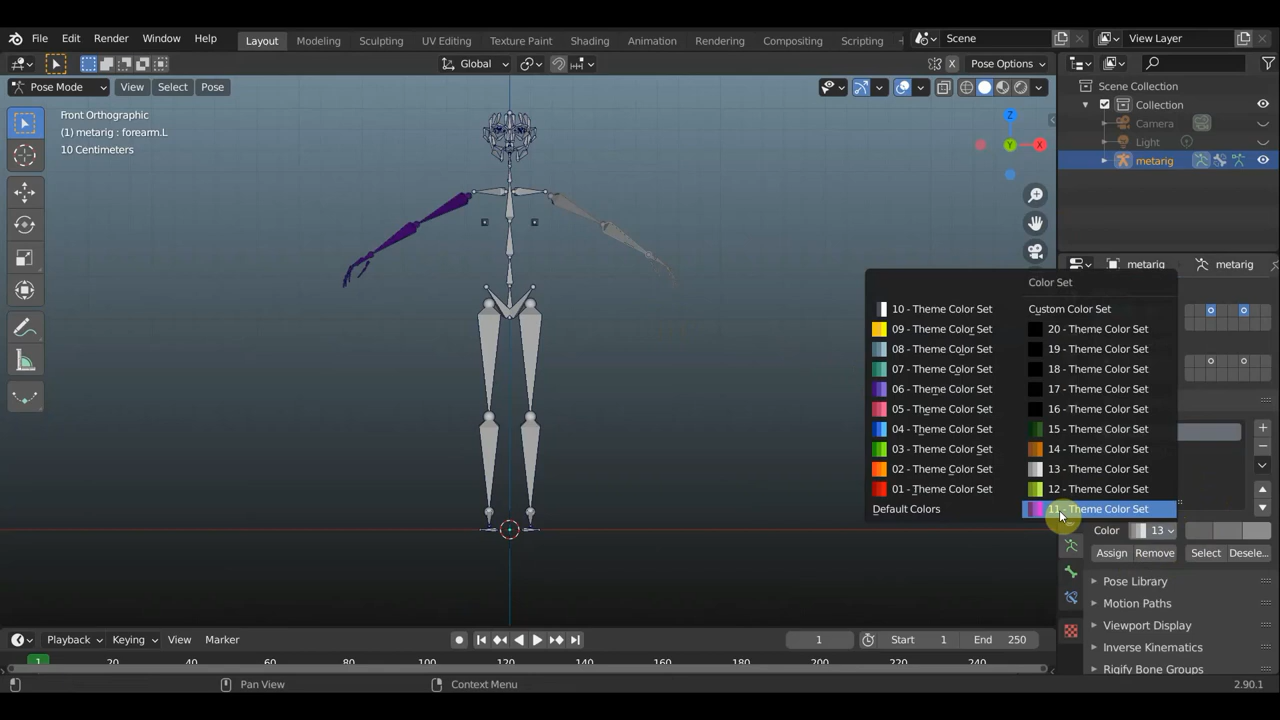 File Edit Render Window Help Layout Modeling Sculpting UV Editing Texture Paint Shading Animation Rendering Compositing Scripting + Scene View Layer
Global X Pose Options
Pose Mode View Select Pose
Front Orthographic
(1) metarig : foream.L
10 Centimeters
Z
Y
X
Scene Collection
Collection
Camera
Light
metarig
metarig metarig
Color Set
10 - Theme Color Set
09 - Theme Color Set
08 - Theme Color Set
07 - Theme Color Set
06 - Theme Color Set
05 - Theme Color Set
04 - Theme Color Set
03 - Theme Color Set
02 - Theme Color Set
01 - Theme Color Set
Default Colors
Custom Color Set
20 - Theme Color Set
19 - Theme Color Set
18 - Theme Color Set
17 - Theme Color Set
16 - Theme Color Set
15 - Theme Color Set
14 - Theme Color Set
13 - Theme Color Set
12 - Theme Color Set
11 - Theme Color Set
Color 13
Assign Remove Select Desele...
Pose Library
Motion Paths
Viewport Display
Inverse Kinematics
Rigify Bone Groups
Playback Keying View Marker 1 Start 1 End 250
1 20 40 60 80 100 120 140 160 180 200 220 240
Pan View Context Menu 2.90.1